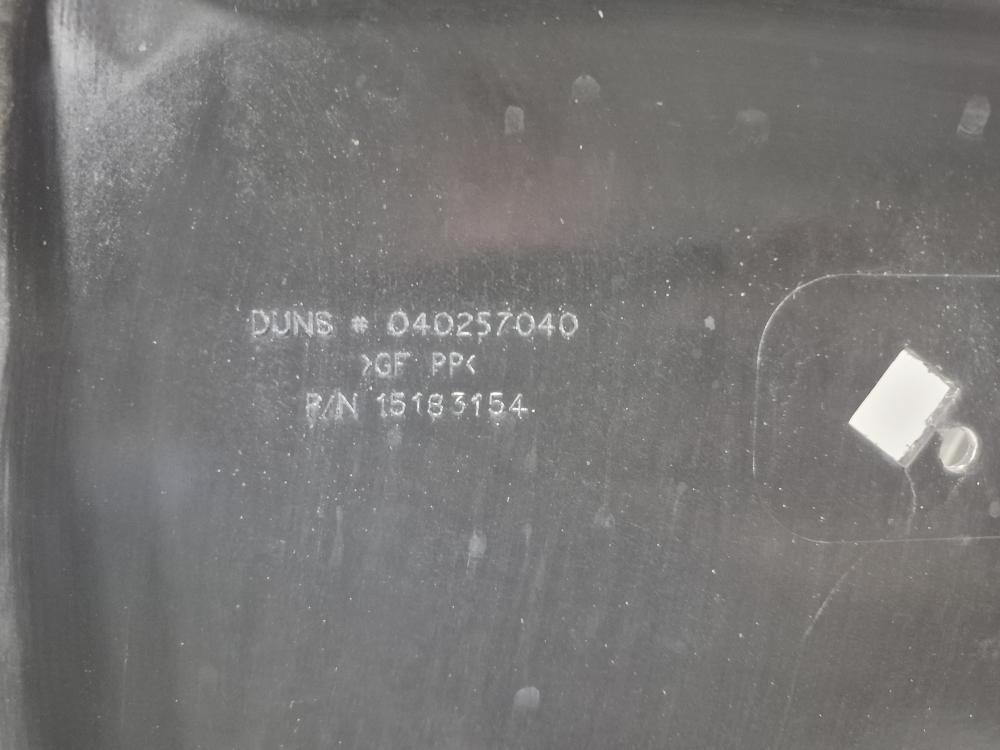 DUNS # 040257040
>GF PP<
P/N 15183154